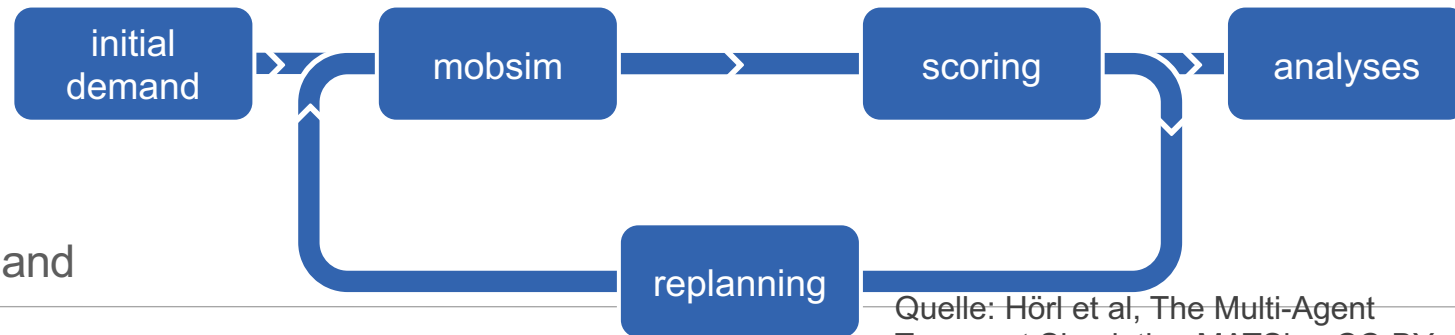 initial
demand
mobsim
scoring
analyses
and
replanning
Quelle: Hörl et al, The Multi-Agent